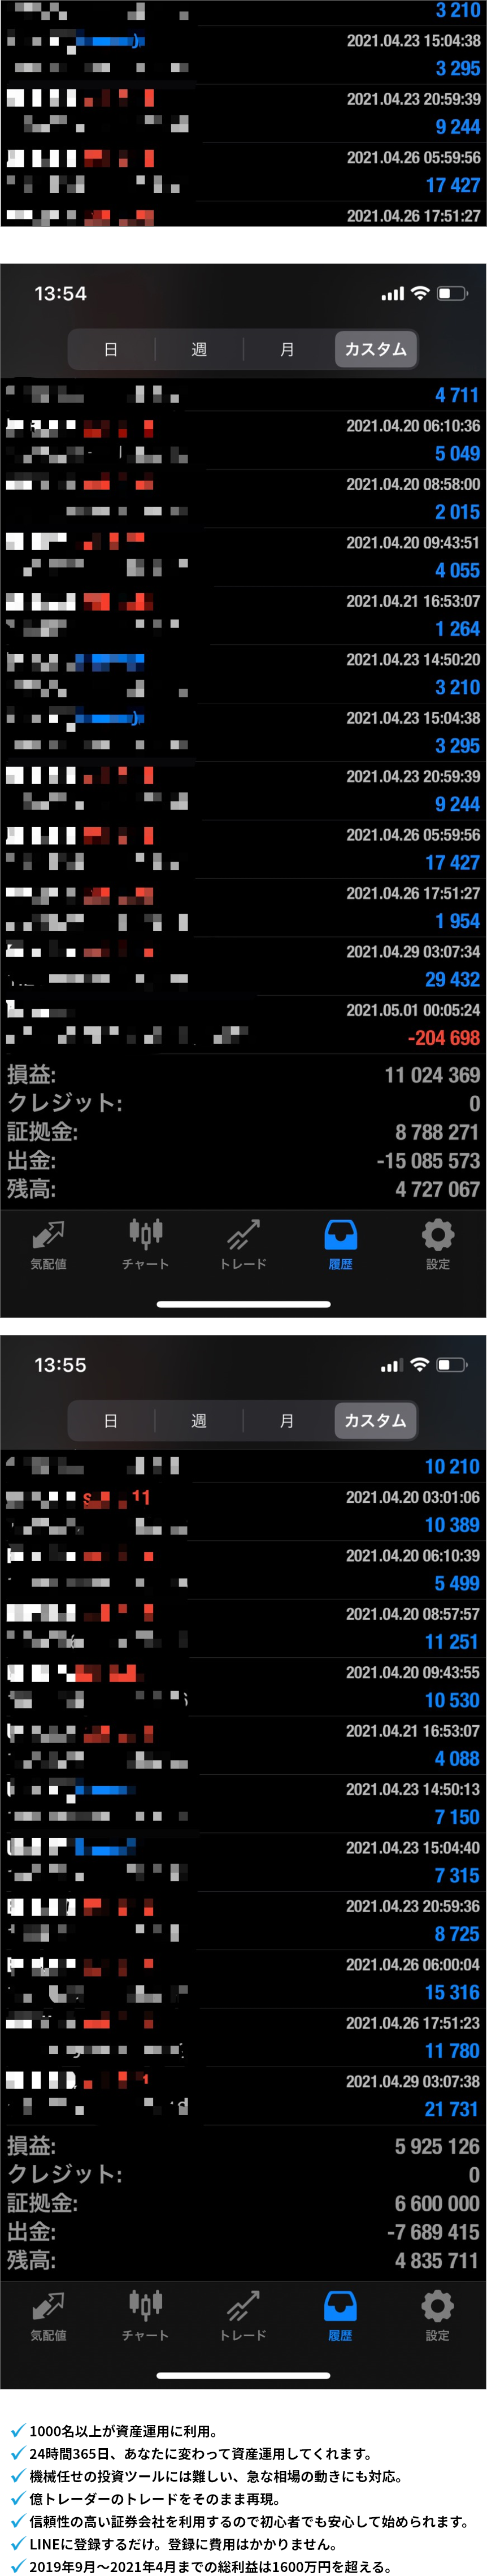 3 210
2021.04.23 15:04:38
3 295
2021.04.23 20:59:39
9 244
2021.04.26 05:59:56
17 427
2021.04.26 17:51:27
13:54
日 週 月 カスタム
4 711
2021.04.20 06:10:36
5 049
2021.04.20 08:58:00
2 015
2021.04.20 09:43:51
4 055
2021.04.21 16:53:07
1 264
2021.04.23 14:50:20
3 210
2021.04.23 15:04:38
3 295
2021.04.23 20:59:39
9 244
2021.04.26 05:59:56
17 427
2021.04.26 17:51:27
1 954
2021.04.29 03:07:34
29 432
2021.05.01 00:05:24
-204 698
損益: 11 024 369
クレジット: 0
証拠金: 8 788 271
出金: -15 085 573
残高: 4 727 067
気配値 チャート トレード 履歴 設定
13:55
日 週 月 カスタム
10 210
11 2021.04.20 03:01:06
10 389
2021.04.20 06:10:39
5 499
2021.04.20 08:57:57
11 251
2021.04.20 09:43:55
10 530
2021.04.21 16:53:07
4 088
2021.04.23 14:50:13
7 150
2021.04.23 15:04:40
7 315
2021.04.23 20:59:36
8 725
2021.04.26 06:00:04
15 316
2021.04.26 17:51:23
11 780
2021.04.29 03:07:38
21 731
損益: 5 925 126
クレジット: 0
証拠金: 6 600 000
出金: -7 689 415
残高: 4 835 711
気配値 チャート トレード 履歴 設定
1000名以上が資産運用に利用。
24時間365日、あなたに変わって資産運用してくれます。
機械任せの投資ツールには難しい、急な相場の動きにも対応。
億トレーダーのトレードをそのまま再現。
信頼性の高い証券会社を利用するので初心者でも安心して始められます。
LINEに登録するだけ。登録に費用はかかりません。
2019年9月～2021年4月までの総利益は1600万円を超える。